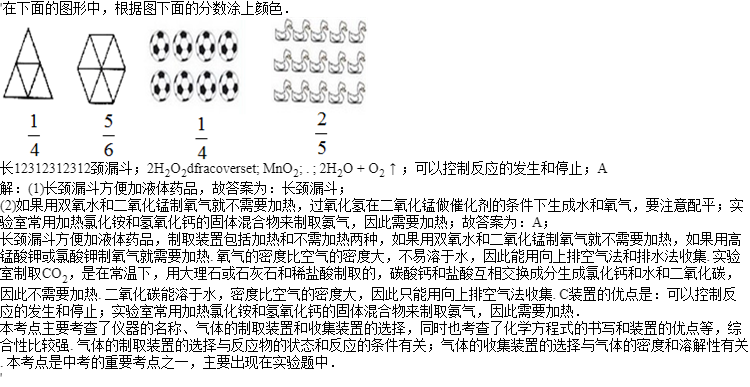 '在下面的图形中，根据图下面的分数涂上颜色．
1/4 5/6 1/4 2/5
长12312312312颈漏斗；2H₂O₂dfracoverset; MnO₂; . ; 2H₂O + O₂ ↑；可以控制反应的发生和停止；A
解：(1)长颈漏斗方便加液体药品，故答案为：长颈漏斗；
(2)如果用双氧水和二氧化锰制氧气就不需要加热，过氧化氢在二氧化锰做催化剂的条件下生成水和氧气，要注意配平；实
验室常用加热氯化铵和氢氧化钙的固体混合物来制取氨气，因此需要加热；故答案为：A；
长颈漏斗方便加液体药品，制取装置包括加热和不需加热两种，如果用双氧水和二氧化锰制氧气就不需要加热，如果用高
锰酸钾或氯酸钾制氧气就需要加热. 氧气的密度比空气的密度大，不易溶于水，因此能用向上排空气法和排水法收集. 实验
室制取CO₂，是在常温下，用大理石或石灰石和稀盐酸制取的，碳酸钙和盐酸互相交换成分生成氯化钙和水和二氧化碳，
因此不需要加热. 二氧化碳能溶于水，密度比空气的密度大，因此只能用向上排空气法收集. C装置的优点是：可以控制反
应的发生和停止；实验室常用加热氯化铵和氢氧化钙的固体混合物来制取氨气，因此需要加热．
本考点主要考查了仪器的名称、气体的制取装置和收集装置的选择，同时也考查了化学方程式的书写和装置的优点等，综
合性比较强. 气体的制取装置的选择与反应物的状态和反应的条件有关；气体的收集装置的选择与气体的密度和溶解性有关
. 本考点是中考的重要考点之一，主要出现在实验题中．
'